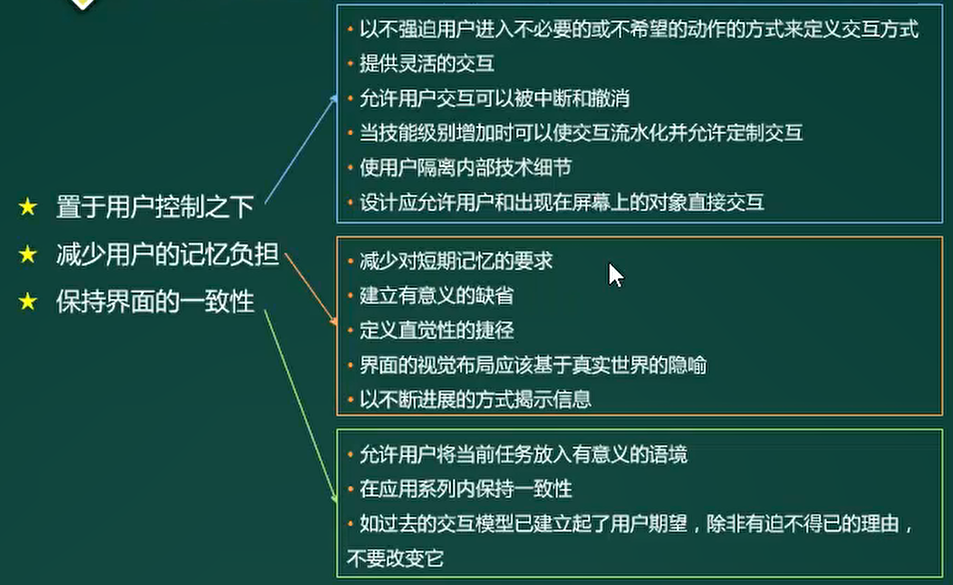 ★ 置于用户控制之下
★ 减少用户的记忆负担
★ 保持界面的一致性
• 以不强迫用户进入不必要的或不希望的动作的方式来定义交互方式
• 提供灵活的交互
• 允许用户交互可以被中断和撤消
• 当技能级别增加时可以使交互流水化并允许定制交互
• 使用户隔离内部技术细节
• 设计应允许用户和出现在屏幕上的对象直接交互
• 减少对短期记忆的要求
• 建立有意义的缺省
• 定义直觉性的捷径
• 界面的视觉布局应该基于真实世界的隐喻
• 以不断进展的方式揭示信息
• 允许用户将当前任务放入有意义的语境
• 在应用系列内保持一致性
• 如过去的交互模型已建立起了用户期望，除非有迫不得已的理由，
不要改变它